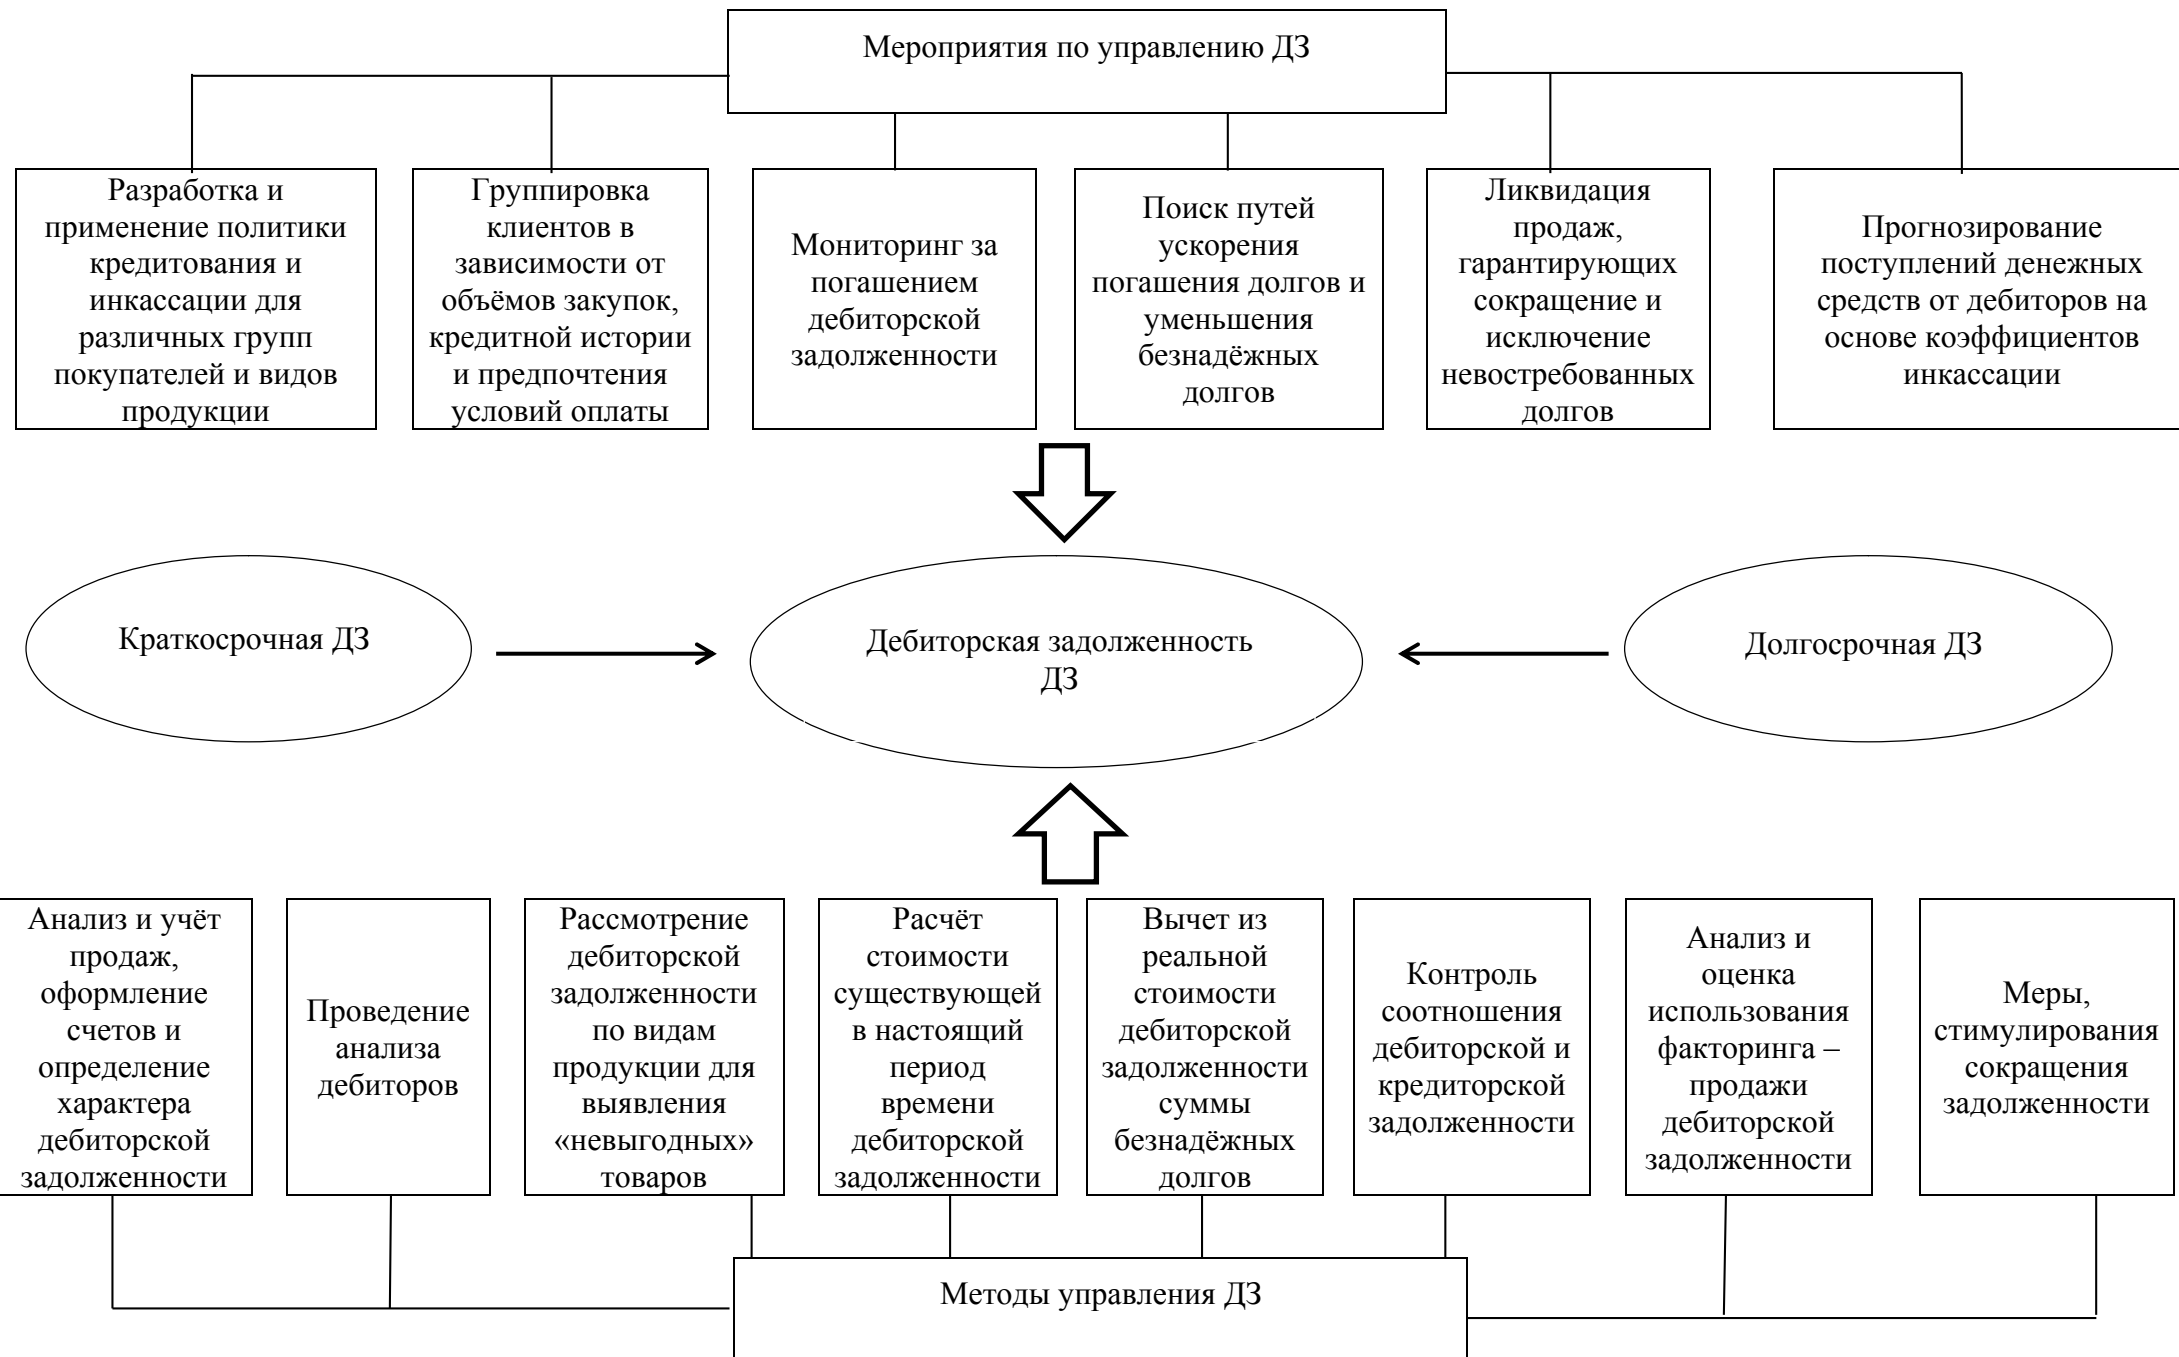 Мероприятия по управлению ДЗ
Разработка и
применение политики
кредитования и
инкассации для
различных групп
покупателей и видов
продукции
Группировка
клиентов в
зависимости от
объёмов закупок,
кредитной истории
и предпочтения
условий оплаты
Мониторинг за
погашением
дебиторской
задолженности
Поиск путей
ускорения
погашения долгов и
уменьшения
безнадёжных
долгов
Ликвидация
продаж,
гарантирующих
сокращение и
исключение
невостребованных
долгов
Прогнозирование
поступлений денежных
средств от дебиторов на
основе коэффициентов
инкассации
Краткосрочная ДЗ
Дебиторская задолженность
ДЗ
Долгосрочная ДЗ
Анализ и учёт
продаж,
оформление
счетов и
определение
характера
дебиторской
задолженности
Проведение
анализа
дебиторов
Рассмотрение
дебиторской
задолженности
по видам
продукции для
выявления
«невыгодных»
товаров
Расчёт
стоимости
существующей
в настоящий
период
времени
дебиторской
задолженности
Вычет из
реальной
стоимости
дебиторской
задолженности
суммы
безнадёжных
долгов
Контроль
соотношения
дебиторской и
кредиторской
задолженности
Анализ и
оценка
использования
факторинга –
продажи
дебиторской
задолженности
Меры,
стимулирования
сокращения
задолженности
Методы управления ДЗ